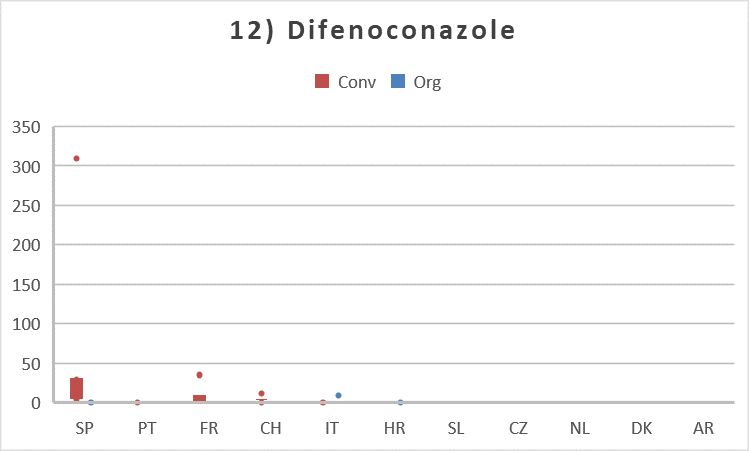 12) Difenoconazole
Conv Org
350
300
250
200
150
100
50
0
SP PT FR CH IT HR SL CZ NL DK AR